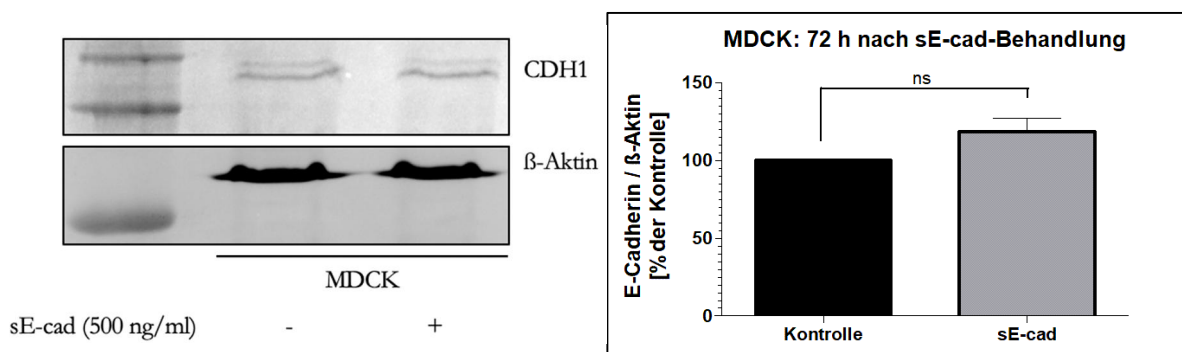 CDH1
ß-Aktin
MDCK
sE-cad (500 ng/ml) - +
MDCK: 72 h nach sE-cad-Behandlung
E-Cadherin / ß-Aktin
[% der Kontrolle]
150
ns
100
50
0
Kontrolle sE-cad